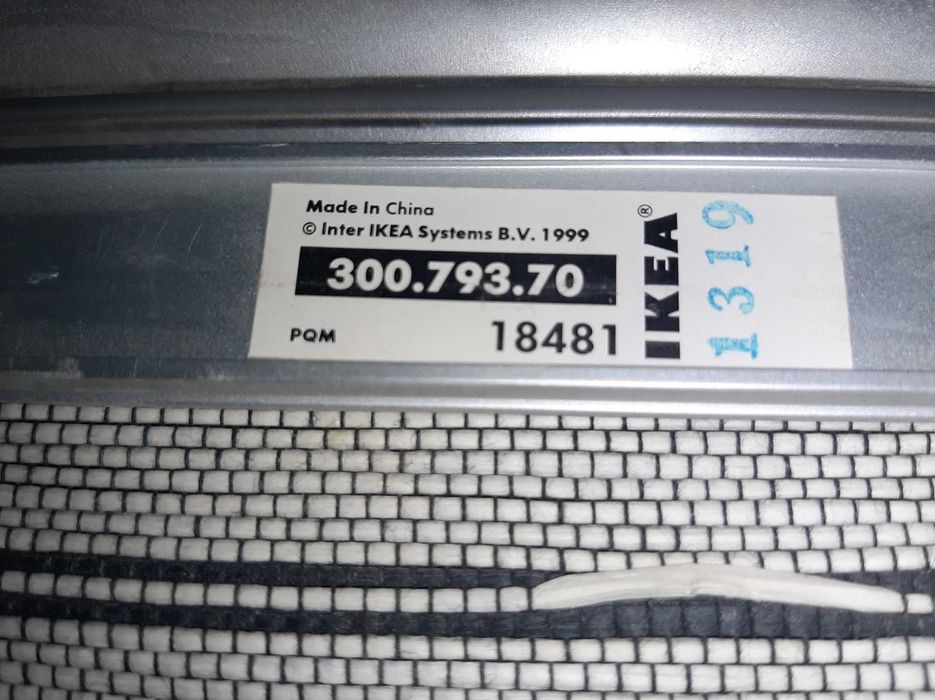 Made In China
© Inter IKEA Systems B.V. 1999
300.793.70
PQM 18481
IKEA®
1319